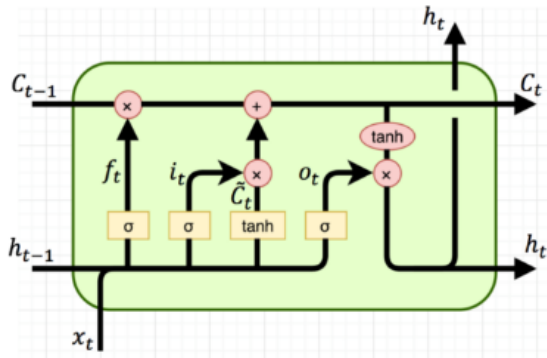 h_t
C_{t-1}
×
+
C_t
tanh
f_t
i_t
×
o_t
×
C̃_t
σ
σ
tanh
σ
h_{t-1}
h_t
x_t